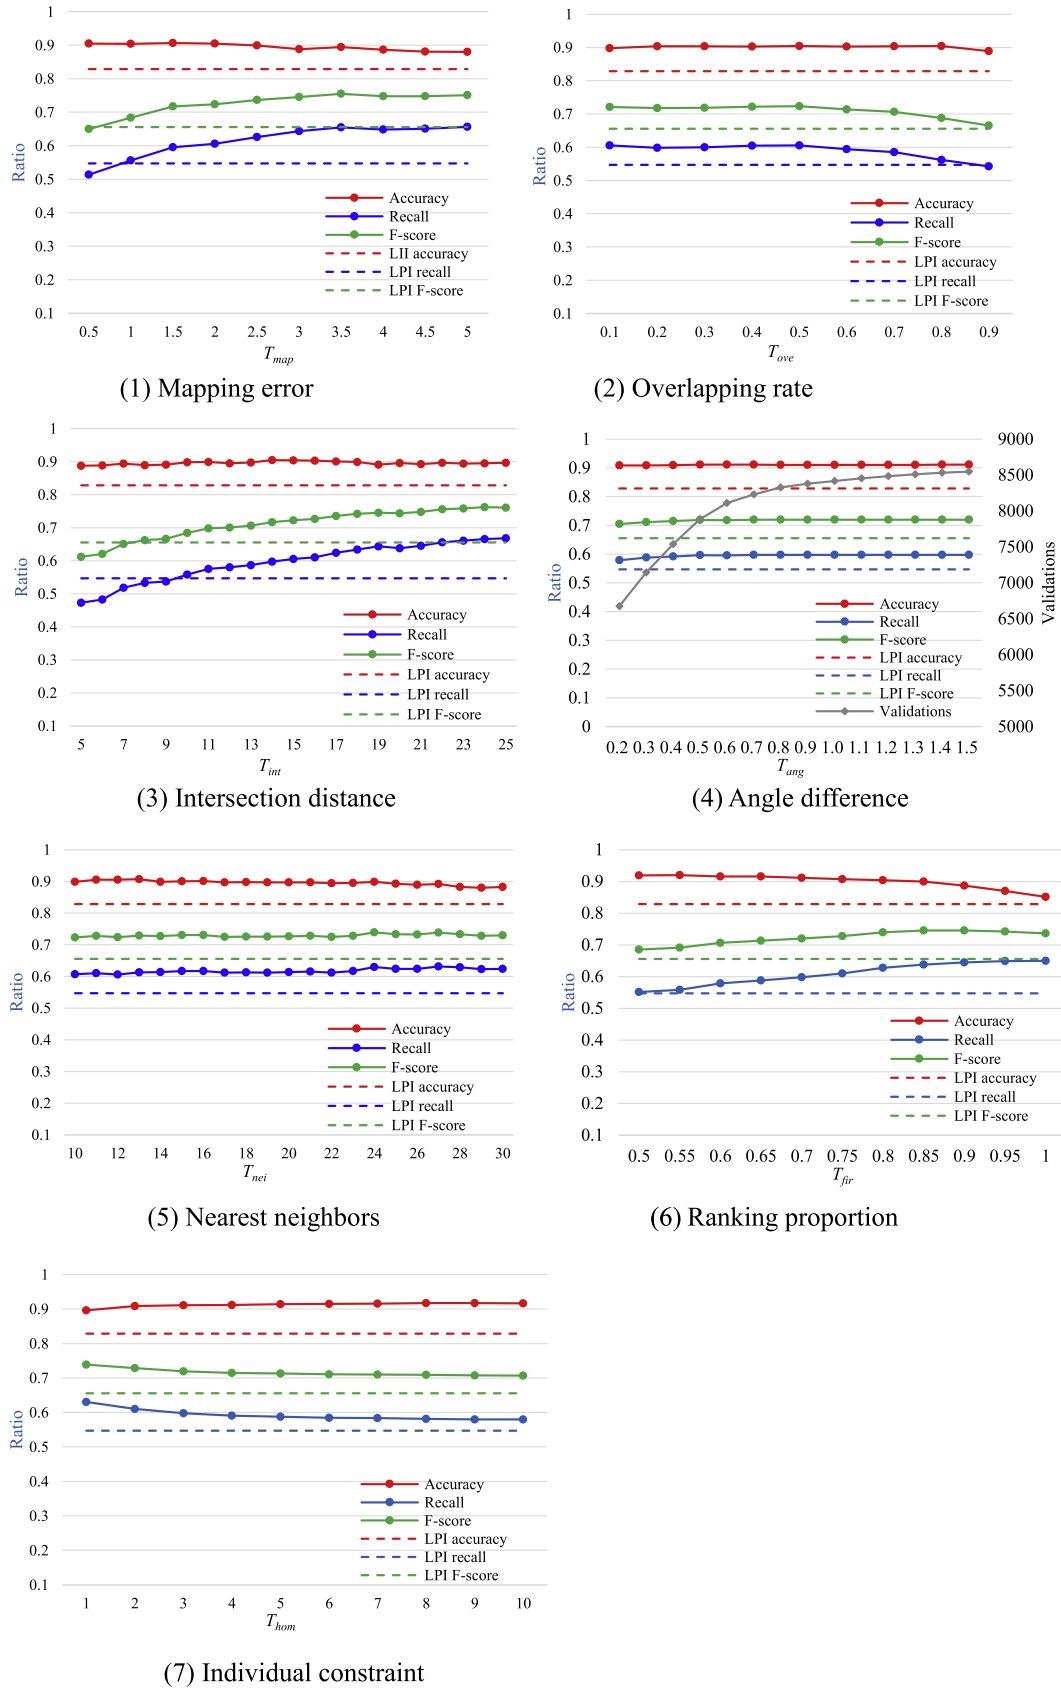 1
0.9
0.8
0.7
0.6
0.5
0.4
0.3
0.2
0.1
Ratio
Accuracy
Recall
F-score
LII accuracy
LPI recall
LPI F-score
0.5 1 1.5 2 2.5 3 3.5 4 4.5 5
Tmap
(1) Mapping error
1
0.9
0.8
0.7
0.6
0.5
0.4
0.3
0.2
0.1
Ratio
Accuracy
Recall
F-score
LPI accuracy
LPI recall
LPI F-score
0.1 0.2 0.3 0.4 0.5 0.6 0.7 0.8 0.9
Tove
(2) Overlapping rate
1
0.9
0.8
0.7
0.6
0.5
0.4
0.3
0.2
0.1
Ratio
Accuracy
Recall
F-score
LPI accuracy
LPI recall
LPI F-score
5 7 9 11 13 15 17 19 21 23 25
Tint
(3) Intersection distance
1
0.9
0.8
0.7
0.6
0.5
0.4
0.3
0.2
0.1
0
Ratio
9000
8500
8000
7500
7000
6500
6000
5500
5000
Validations
Accuracy
Recall
F-score
LPI accuracy
LPI recall
LPI F-score
Validations
0.2 0.3 0.4 0.5 0.6 0.7 0.8 0.9 1.0 1.1 1.2 1.3 1.4 1.5
Tang
(4) Angle difference
1
0.9
0.8
0.7
0.6
0.5
0.4
0.3
0.2
0.1
Ratio
Accuracy
Recall
F-score
LPI accuracy
LPI recall
LPI F-score
10 12 14 16 18 20 22 24 26 28 30
Tnei
(5) Nearest neighbors
1
0.9
0.8
0.7
0.6
0.5
0.4
0.3
0.2
0.1
Ratio
Accuracy
Recall
F-score
LPI accuracy
LPI recall
LPI F-score
0.5 0.55 0.6 0.65 0.7 0.75 0.8 0.85 0.9 0.95 1
Tfir
(6) Ranking proportion
1
0.9
0.8
0.7
0.6
0.5
0.4
0.3
0.2
0.1
Ratio
Accuracy
Recall
F-score
LPI accuracy
LPI recall
LPI F-score
1 2 3 4 5 6 7 8 9 10
Thom
(7) Individual constraint